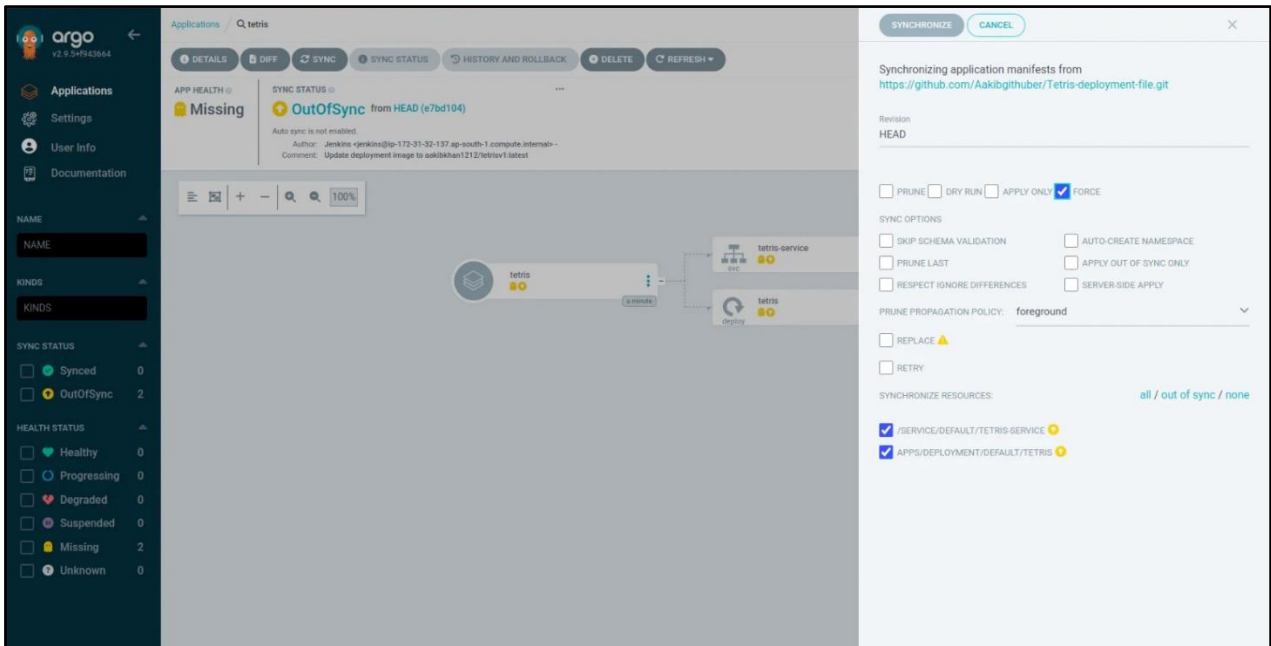 argo
v2.9.5+f943664
Applications
Settings
User Info
Documentation
NAME
NAME
KINDS
KINDS
SYNC STATUS
Synced 0
OutOfSync 2
HEALTH STATUS
Healthy 0
Progressing 0
Degraded 0
Suspended 0
Missing 2
Unknown 0
Applications / tetris
DETAILS DIFF SYNC SYNC STATUS HISTORY AND ROLLBACK DELETE REFRESH
APP HEALTH
Missing
SYNC STATUS
OutOfSync from HEAD (e7bd104)
Auto sync is not enabled.
Author: Jenkins <jenkins@ip-172-31-32-137.ap-south-1.compute.internal> -
Comment: Update deployment image to aakibkhan1212/tetrisv1:latest
100%
tetris
a minute
tetris-service
svc
tetris
deploy
SYNCHRONIZE CANCEL
Synchronizing application manifests from
https://github.com/Aakibgithuber/Tetris-deployment-file.git
Revision
HEAD
PRUNE DRY RUN APPLY ONLY FORCE
SYNC OPTIONS
SKIP SCHEMA VALIDATION AUTO-CREATE NAMESPACE
PRUNE LAST APPLY OUT OF SYNC ONLY
RESPECT IGNORE DIFFERENCES SERVER-SIDE APPLY
PRUNE PROPAGATION POLICY: foreground
REPLACE
RETRY
SYNCHRONIZE RESOURCES: all / out of sync / none
/SERVICE/DEFAULT/TETRIS-SERVICE
APPS/DEPLOYMENT/DEFAULT/TETRIS